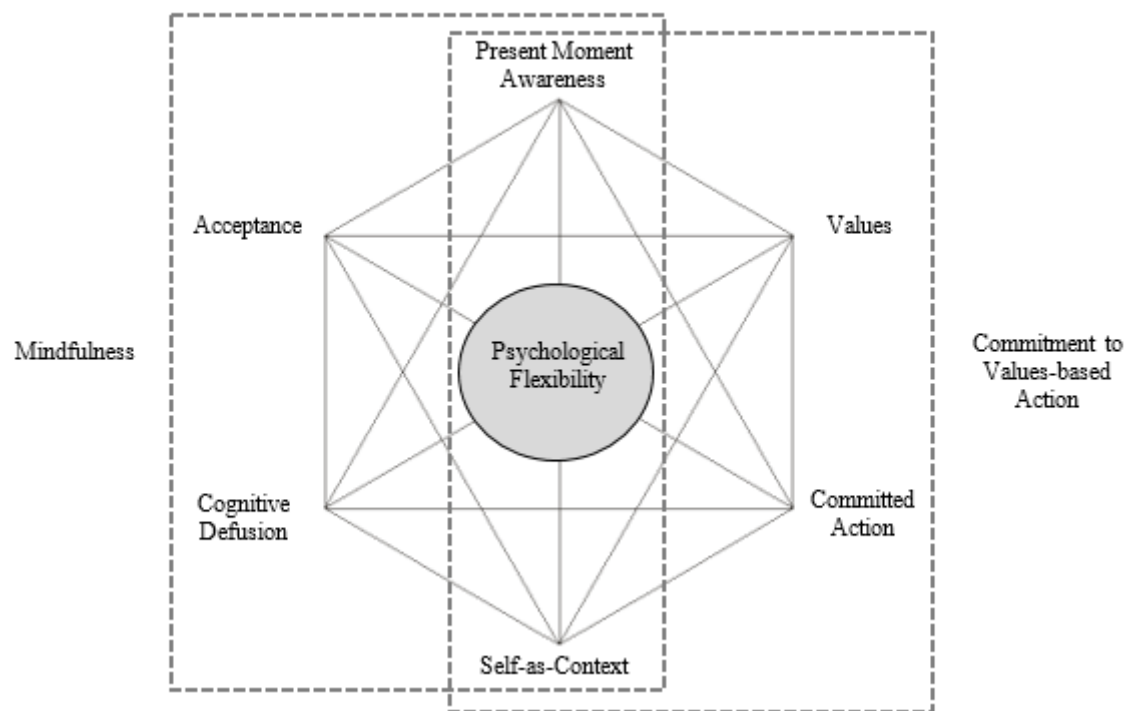 Present Moment
Awareness
Acceptance
Values
Mindfulness
Psychological
Flexibility
Commitment to
Values-based
Action
Cognitive
Defusion
Committed
Action
Self-as-Context